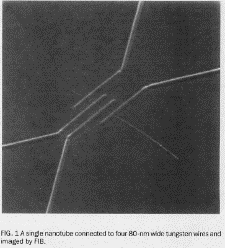 FIG. 1 A single nanotube connected to four 80-nm wide tungsten wires and
imaged by FIB.